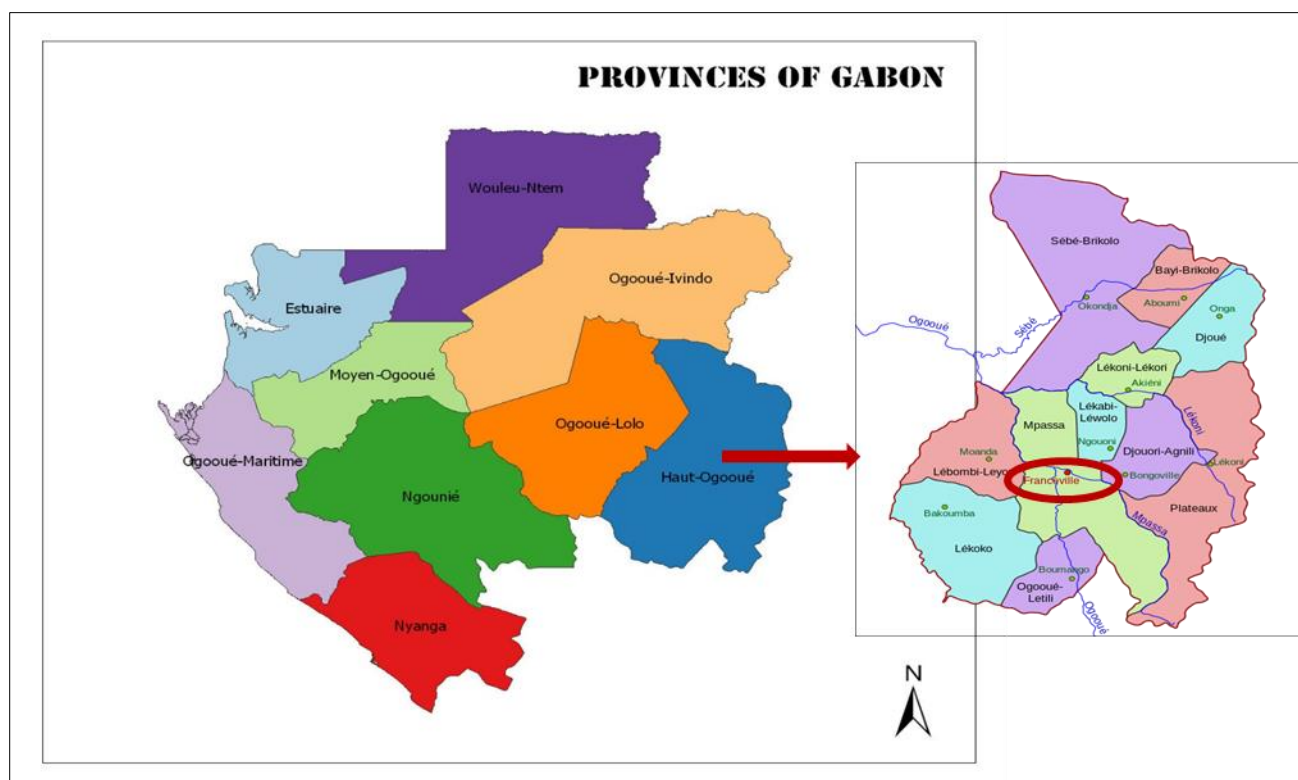 PROVINCES OF GABON
Wouleu-Ntem
Ogooué-Ivindo
Estuaire
Moyen-Ogooué
Ogooué-Lolo
Ogooué-Maritime
Haut-Ogooué
Ngounié
Nyanga
N
Sébé-Brikolo
Bayi-Brikolo
Okondja
Aboumi
Onga
Ogooué
Sébé
Djoué
Lékoni-Lékori
Akiéni
Lékabi-
Léwolo
Lékoni
Mpassa
Ngouoni
Djouori-Agnili
Moanda
Lékoni
Lébombi-Leyo
Bongoville
Franceville
Plateaux
Bakoumba
Mpassa
Lékoko
Boumango
Ogooué-
Letili
Ogooué